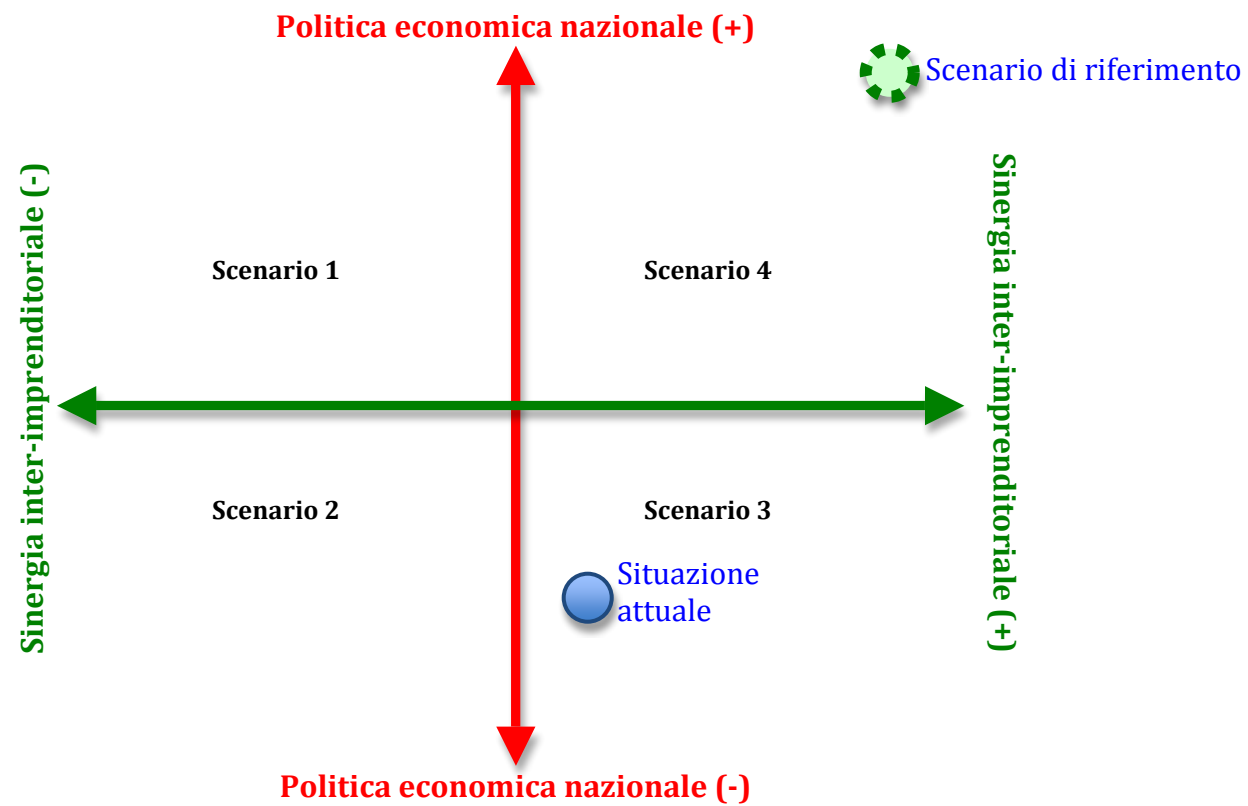 Politica economica nazionale (+)
Scenario di riferimento
Sinergia inter-imprenditoriale (-)
Sinergia inter-imprenditoriale (+)
Scenario 1
Scenario 4
Scenario 2
Scenario 3
Situazione
attuale
Politica economica nazionale (-)